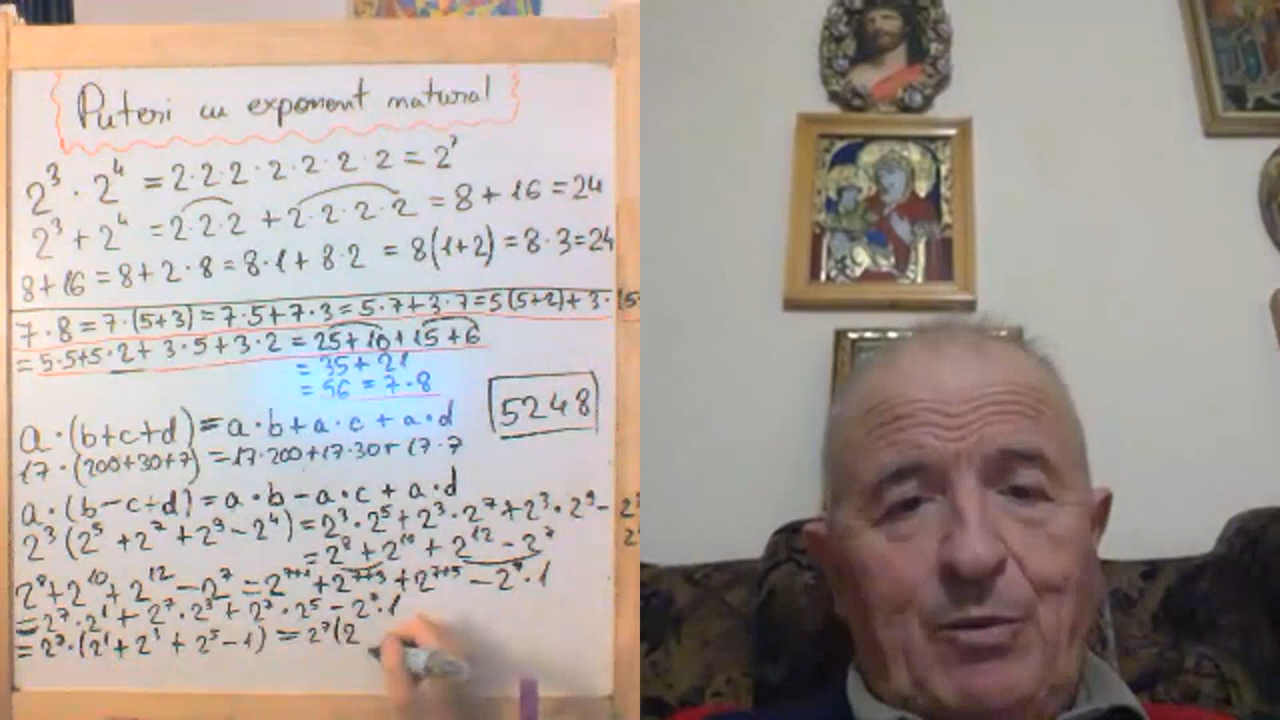 Puteri cu exponent natural
2³ · 2⁴ = 2·2·2·2·2·2·2 = 2⁷
2³ + 2⁴ = 2·2·2 + 2·2·2·2 = 8 + 16 = 24
8+16 = 8+2·8 = 8·1+8·2 = 8(1+2) = 8·3=24
7·8 = 7·(5+3) = 7·5+7·3 = 5·7+3·7 = 5(5+2)+3·(5
= 5·5+5·2+3·5+3·2 = 25+10+15+6
= 35+21
= 56 = 7·8
5248
a·(b+c+d) = a·b+a·c+a·d
17·(200+30+7) = 17·200+17·30+17·7
a·(b-c+d) = a·b-a·c+a·d
2³(2⁵+2⁷+2⁹-2⁴) = 2³·2⁵+2³·2⁷+2³·2⁹-
= 2⁸+2¹⁰+2¹²-2⁷
2⁸+2¹⁰+2¹²-2⁷ = 2⁷⁺¹+2⁷⁺³+2⁷⁺⁵-2⁷·1
= 2⁷·2¹+2⁷·2³+2⁷·2⁵-2⁷·1
= 2⁷·(2¹+2³+2⁵-1) = 2⁷(2